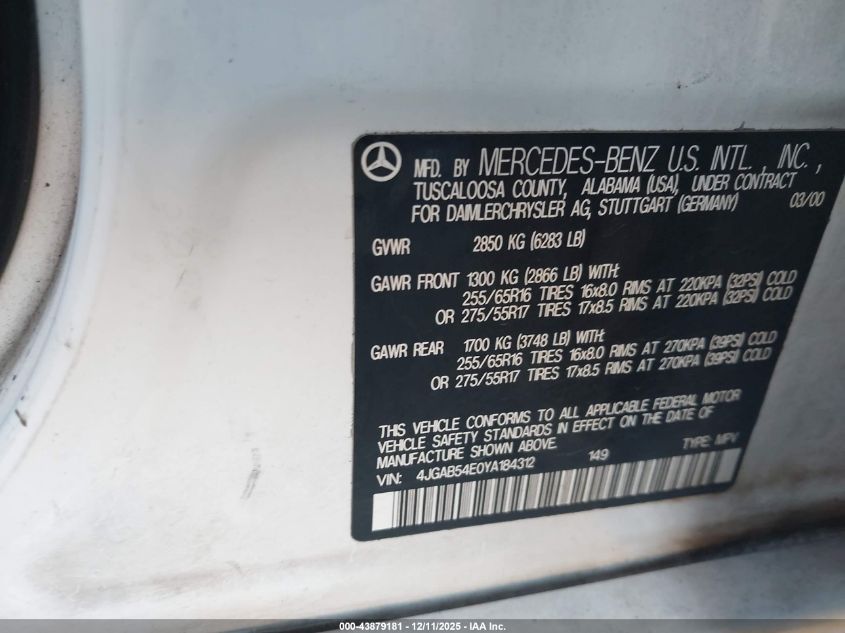 MFD. BY MERCEDES-BENZ U.S. INTL., INC.,
TUSCALOOSA COUNTY, ALABAMA (USA), UNDER CONTRACT
FOR DAIMLERCHRYSLER AG, STUTTGART (GERMANY) 03/00
GVWR 2850 KG (6283 LB)
GAWR FRONT 1300 KG (2866 LB) WITH:
255/65R16 TIRES 16x8.0 RIMS AT 220KPA (32PSI) COLD
OR 275/55R17 TIRES 17x8.5 RIMS AT 220KPA (32PSI) COLD
GAWR REAR 1700 KG (3748 LB) WITH:
255/65R16 TIRES 16x8.0 RIMS AT 270KPA (39PSI) COLD
OR 275/55R17 TIRES 17x8.5 RIMS AT 270KPA (39PSI) COLD
THIS VEHICLE CONFORMS TO ALL APPLICABLE FEDERAL MOTOR
VEHICLE SAFETY STANDARDS IN EFFECT ON THE DATE OF
MANUFACTURE SHOWN ABOVE.
VIN: 4JGAB54E0YA184312 149 TYPE: MPV
000-43879181 - 12/11/2025 - IAA Inc.